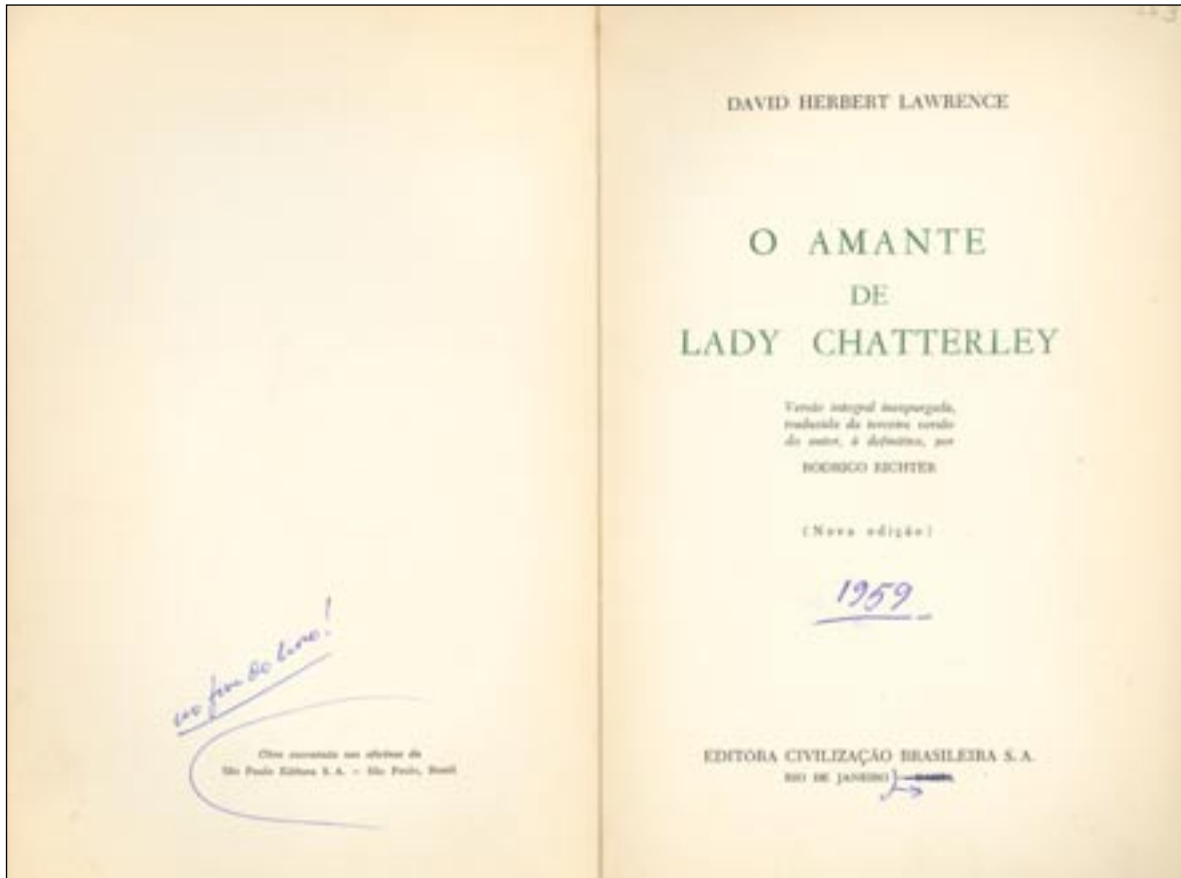 no fim do livro!
Obra executada nas oficinas da
São Paulo Editora S.A. – São Paulo, Brasil
DAVID HERBERT LAWRENCE
O AMANTE
DE
LADY CHATTERLEY
Versão integral inexpurgada,
traduzida da terceira versão
do autor, a definitiva, por
RODRIGO RICHTER
(Nova edição)
1959
EDITORA CIVILIZAÇÃO BRASILEIRA S.A.
RIO DE JANEIRO